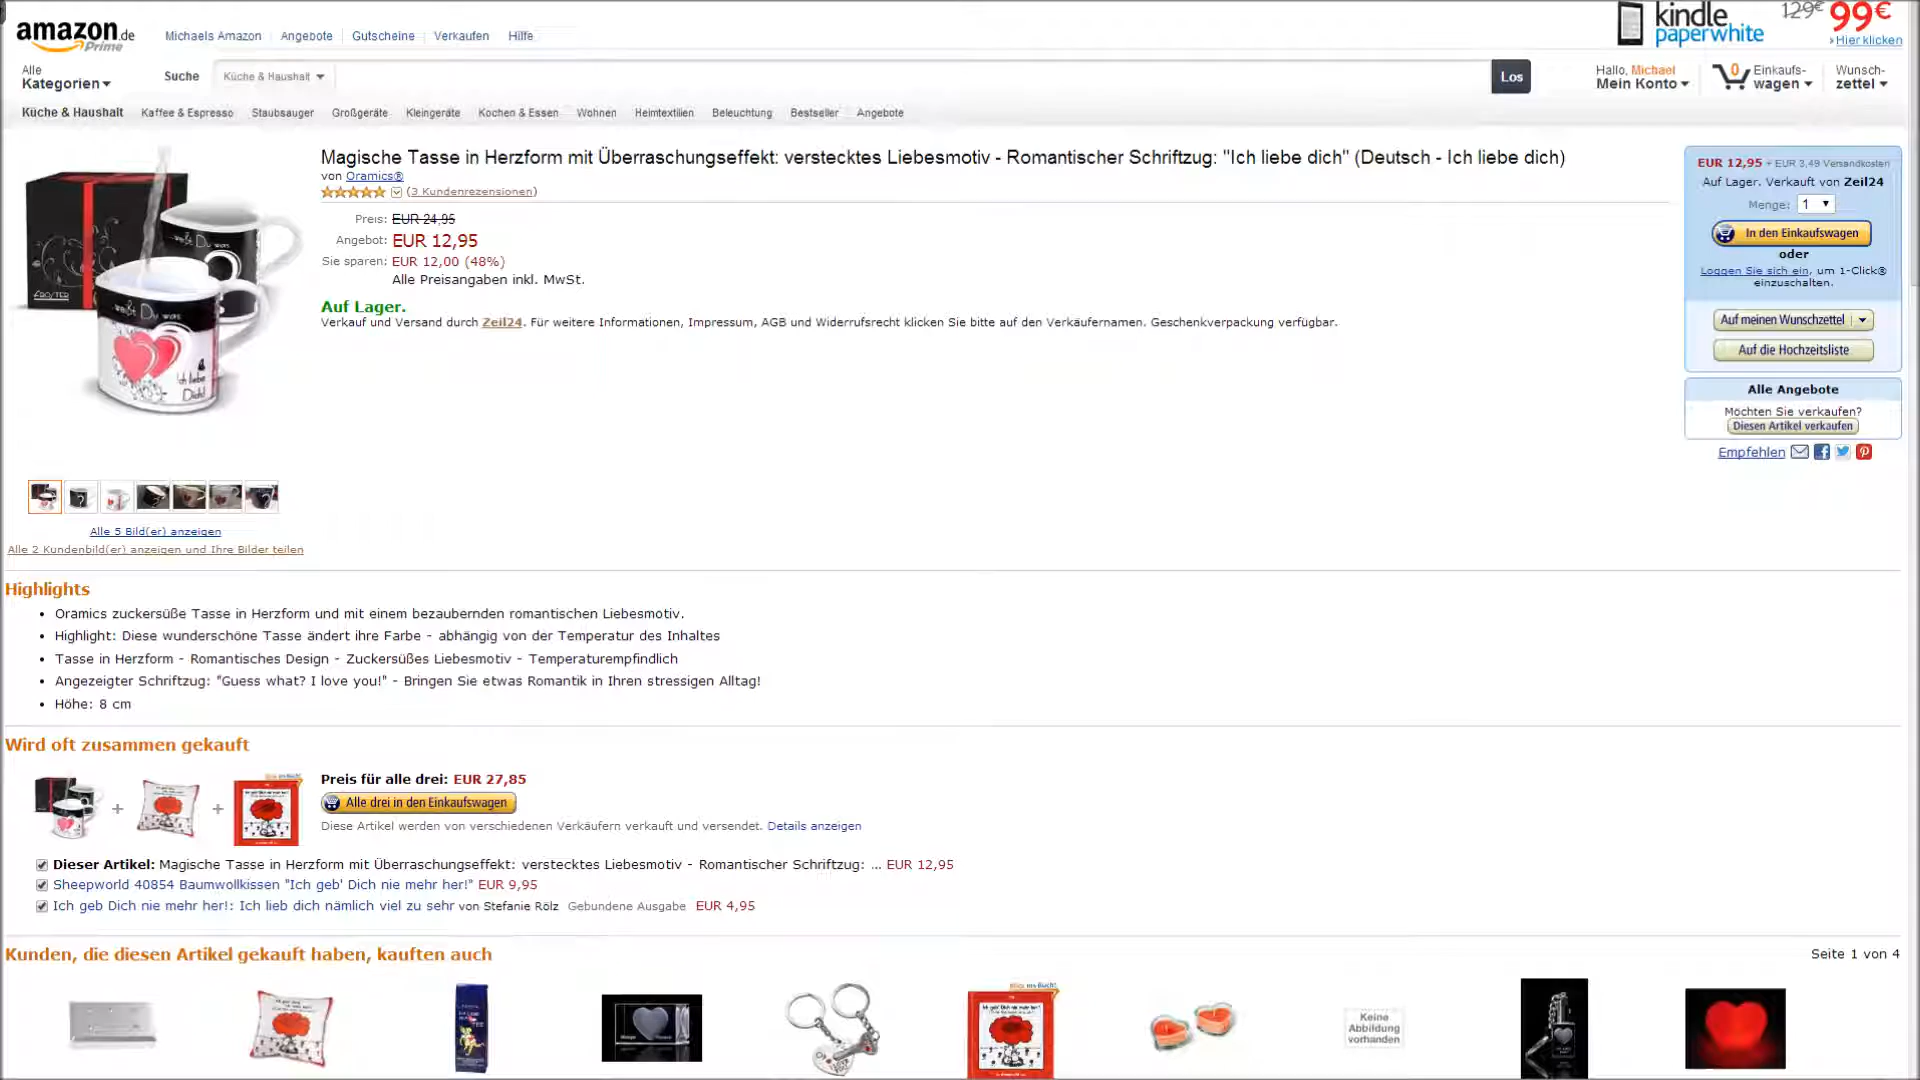 amazon.de
Prime
Michaels Amazon
Angebote
Gutscheine
Verkaufen
Hilfe
kindle
paperwhite
129€
99€
› Hier klicken
Alle
Kategorien
Suche
Küche & Haushalt
Los
Hallo, Michael
Mein Konto
0
Einkaufs-
wagen
Wunsch-
zettel
Küche & Haushalt
Kaffee & Espresso
Staubsauger
Großgeräte
Kleingeräte
Kochen & Essen
Wohnen
Heimtextilien
Beleuchtung
Bestseller
Angebote
Magische Tasse in Herzform mit Überraschungseffekt: verstecktes Liebesmotiv - Romantischer Schriftzug: "Ich liebe dich" (Deutsch - Ich liebe dich)
von Oramics®
(3 Kundenrezensionen)
Preis: EUR 24,95
Angebot: EUR 12,95
Sie sparen: EUR 12,00 (48%)
Alle Preisangaben inkl. MwSt.
Auf Lager.
Verkauf und Versand durch Zeil24. Für weitere Informationen, Impressum, AGB und Widerrufsrecht klicken Sie bitte auf den Verkäufernamen. Geschenkverpackung verfügbar.
weißt Du was
weißt Du was
Ich liebe
Dich!
EUR 12,95 + EUR 3,49 Versandkosten
Auf Lager. Verkauft von Zeil24
Menge: 1
In den Einkaufswagen
oder
Loggen Sie sich ein, um 1-Click®
einzuschalten.
Auf meinen Wunschzettel
Auf die Hochzeitsliste
Alle Angebote
Möchten Sie verkaufen?
Diesen Artikel verkaufen
Empfehlen
Alle 5 Bild(er) anzeigen
Alle 2 Kundenbild(er) anzeigen und Ihre Bilder teilen
Highlights
Oramics zuckersüße Tasse in Herzform und mit einem bezaubernden romantischen Liebesmotiv.
Highlight: Diese wunderschöne Tasse ändert ihre Farbe - abhängig von der Temperatur des Inhaltes
Tasse in Herzform - Romantisches Design - Zuckersüßes Liebesmotiv - Temperaturempfindlich
Angezeigter Schriftzug: "Guess what? I love you!" - Bringen Sie etwas Romantik in Ihren stressigen Alltag!
Höhe: 8 cm
Wird oft zusammen gekauft
Preis für alle drei: EUR 27,85
Alle drei in den Einkaufswagen
Diese Artikel werden von verschiedenen Verkäufern verkauft und versendet. Details anzeigen
Dieser Artikel: Magische Tasse in Herzform mit Überraschungseffekt: verstecktes Liebesmotiv - Romantischer Schriftzug: ... EUR 12,95
Sheepworld 40854 Baumwollkissen "Ich geb' Dich nie mehr her!" EUR 9,95
Ich geb Dich nie mehr her!: Ich lieb dich nämlich viel zu sehr von Stefanie Rölz Gebundene Ausgabe EUR 4,95
Kunden, die diesen Artikel gekauft haben, kauften auch
Seite 1 von 4
Keine
Abbildung
vorhanden